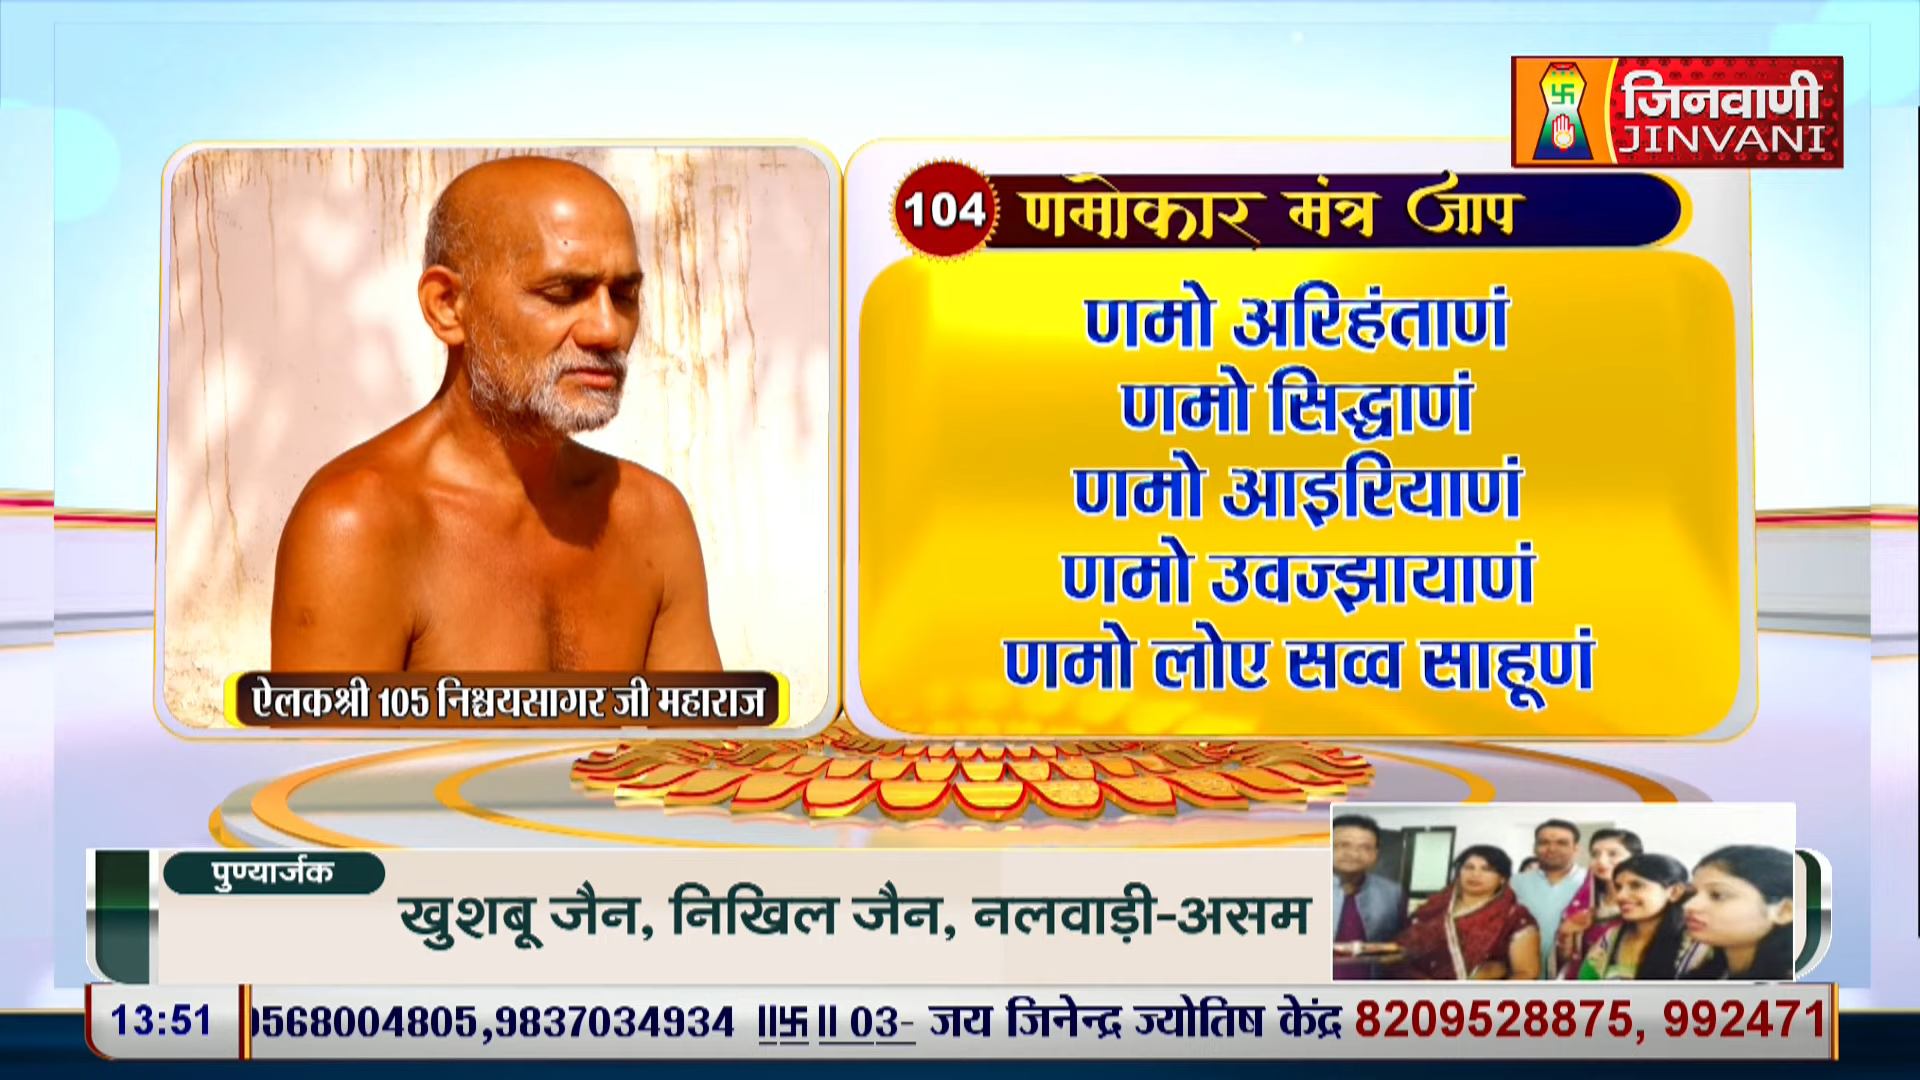 जिनवाणी
JINVANI
104 णमोकार मंत्र जाप
णमो अरिहंताणं
णमो सिद्धाणं
णमो आइरियाणं
णमो उवज्झायाणं
णमो लोए सव्व साहूणं
ऐलकश्री 105 निश्चयसागर जी महाराज
पुण्यार्जक
खुशबू जैन, निखिल जैन, नलवाड़ी-असम
13:51 9568004805,9837034934 ||卐|| 03- जय जिनेन्द्र ज्योतिष केंद्र 8209528875, 992471